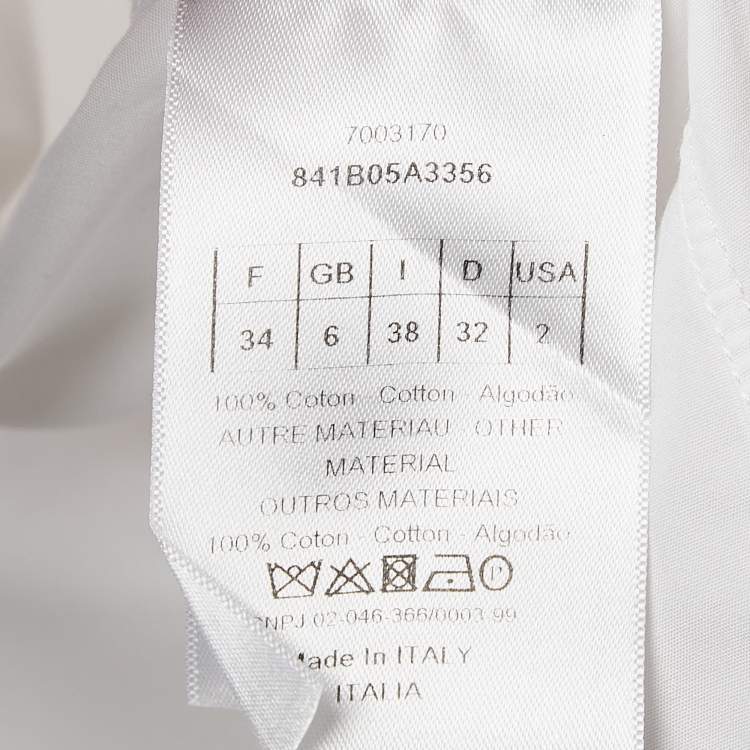 7003170
841B05A3356
F GB I D USA
34 6 38 32 2
100% Coton - Cotton - Algodão
AUTRE MATERIAU - OTHER
MATERIAL
OUTROS MATERIAIS
100% Coton - Cotton - Algodão
P
CNPJ 02-046-366/0003-99
Made In ITALY
ITALIA